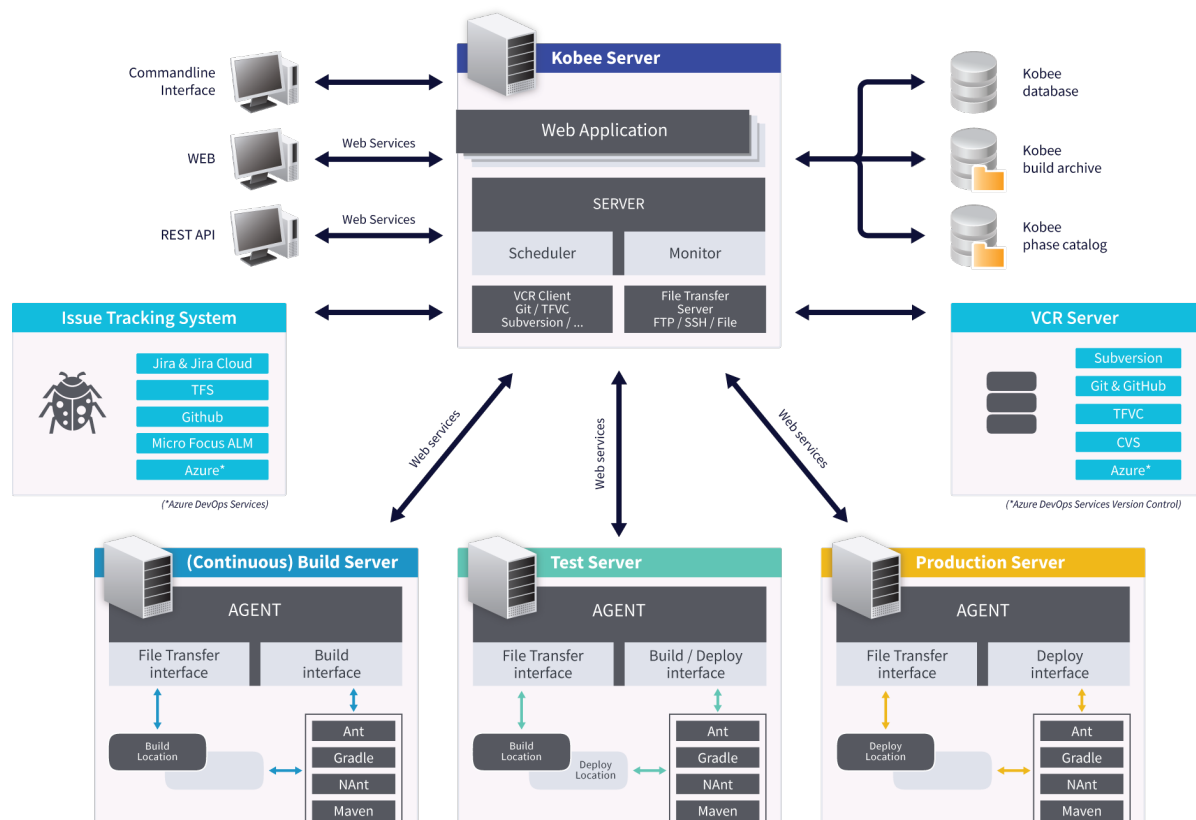 Kobee Server
Commandline
Interface
WEB
Web Services
REST API
Web Services
Web Application
SERVER
Scheduler
Monitor
VCR Client
Git / TFVC
Subversion / ...
File Transfer
Server
FTP / SSH / File
Kobee
database
Kobee
build archive
Kobee
phase catalog
Issue Tracking System
Jira & Jira Cloud
TFS
Github
Micro Focus ALM
Azure*
(*Azure DevOps Services)
VCR Server
Subversion
Git & GitHub
TFVC
CVS
Azure*
(*Azure DevOps Services Version Control)
Web services
Web services
Web services
(Continuous) Build Server
AGENT
File Transfer
interface
Build
interface
Build
Location
Ant
Gradle
NAnt
Maven
Test Server
AGENT
File Transfer
interface
Build / Deploy
interface
Build
Location
Deploy
Location
Ant
Gradle
NAnt
Maven
Production Server
AGENT
File Transfer
interface
Deploy
interface
Deploy
Location
Ant
Gradle
NAnt
Maven